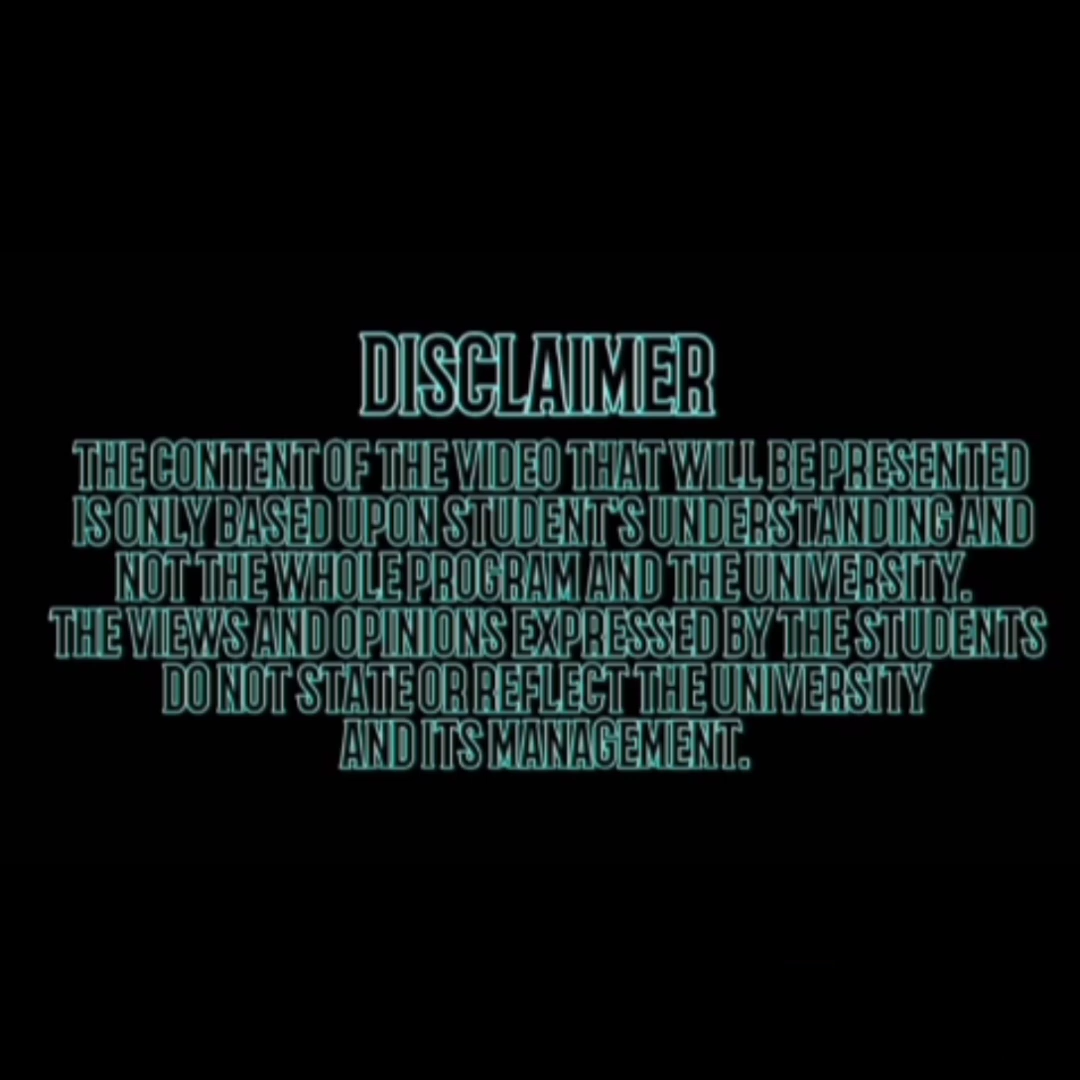 DISCLAIMER
THE CONTENT OF THE VIDEO THAT WILL BE PRESENTED
IS ONLY BASED UPON STUDENT'S UNDERSTANDING AND
NOT THE WHOLE PROGRAM AND THE UNIVERSITY.
THE VIEWS AND OPINIONS EXPRESSED BY THE STUDENTS
DO NOT STATE OR REFLECT THE UNIVERSITY
AND ITS MANAGEMENT.